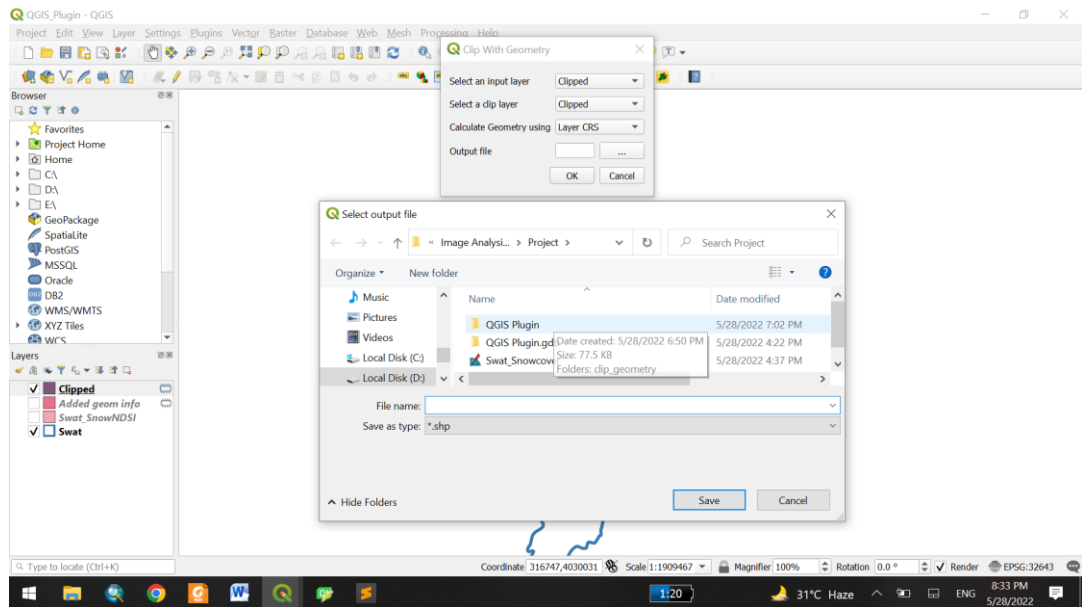 QGIS_Plugin - QGIS
Project Edit View Layer Settings Plugins Vector Raster Database Web Mesh Processing Help
Clip With Geometry
Select an input layer Clipped
Select a clip layer Clipped
Calculate Geometry using Layer CRS
Output file ...
OK Cancel
Browser
Favorites
Project Home
Home
C:\
D:\
E:\
GeoPackage
SpatiaLite
PostGIS
MSSQL
Oracle
DB2
WMS/WMTS
XYZ Tiles
WCS
Layers
Clipped
Added geom info
Swat_SnowNDSI
Swat
Select output file
« Image Analysi... > Project >
Search Project
Organize New folder
Music
Pictures
Videos
Local Disk (C:)
Local Disk (D:)
Name Date modified
QGIS Plugin 5/28/2022 7:02 PM
QGIS Plugin.gd 5/28/2022 4:22 PM
Swat_Snowcove 5/28/2022 4:37 PM
Date created: 5/28/2022 6:50 PM
Size: 77.5 KB
Folders: clip_geometry
File name:
Save as type: *.shp
Hide Folders Save Cancel
Type to locate (Ctrl+K) Coordinate 316747,4030031 Scale 1:1909467 Magnifier 100% Rotation 0.0 ° Render EPSG:32643
1:20 31°C Haze ENG 8:33 PM
5/28/2022